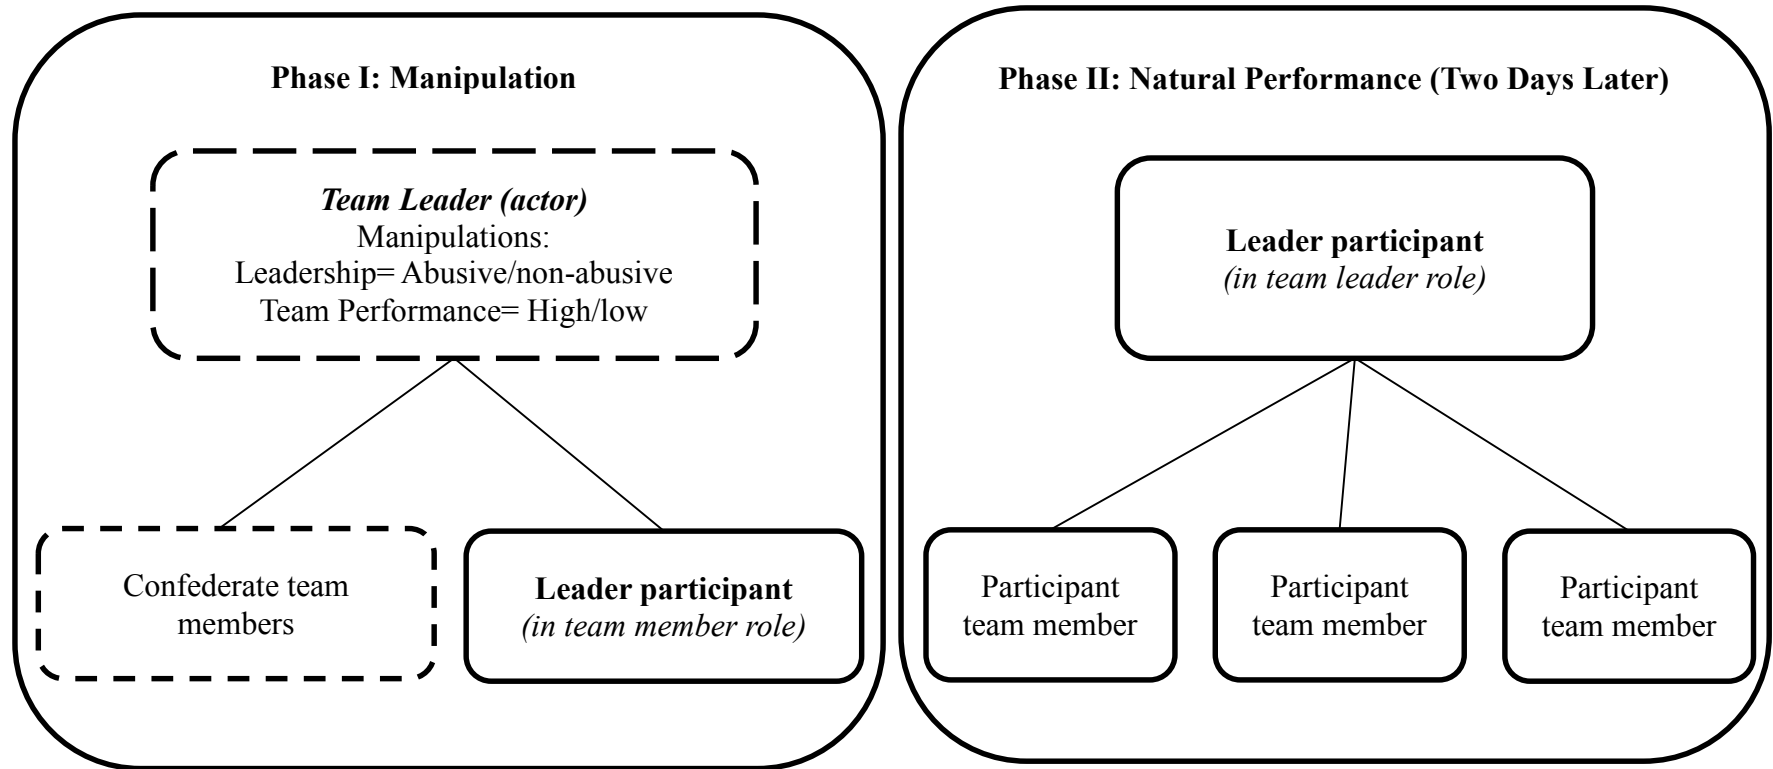 Phase I: Manipulation
Team Leader (actor)
Manipulations:
Leadership= Abusive/non-abusive
Team Performance= High/low
Confederate team
members
Leader participant
(in team member role)
Phase II: Natural Performance (Two Days Later)
Leader participant
(in team leader role)
Participant
team member
Participant
team member
Participant
team member